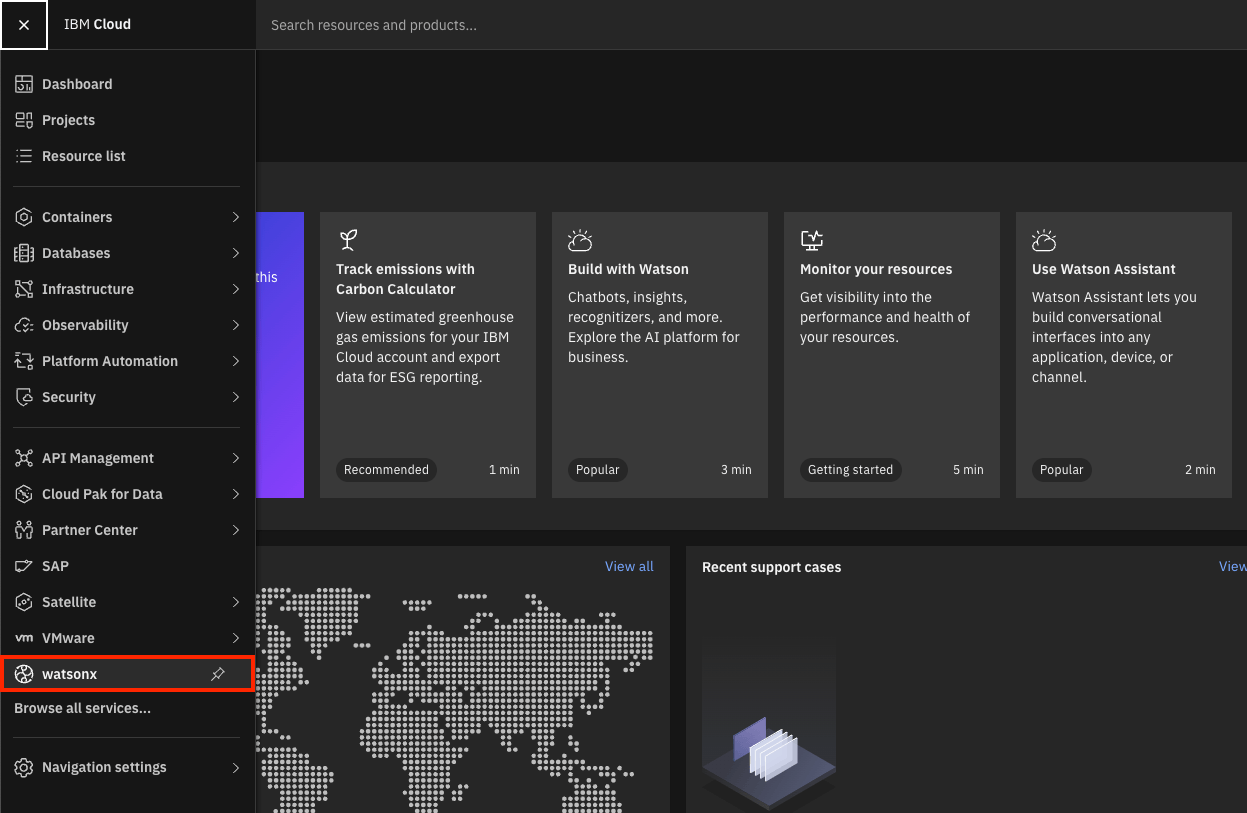 IBM Cloud
Search resources and products...
Dashboard
Projects
Resource list
Containers
Databases
Infrastructure
Observability
Platform Automation
Security
API Management
Cloud Pak for Data
Partner Center
SAP
Satellite
vm VMware
watsonx
Browse all services...
Navigation settings
this
Track emissions with
Carbon Calculator
View estimated greenhouse
gas emissions for your IBM
Cloud account and export
data for ESG reporting.
Recommended
1 min
Build with Watson
Chatbots, insights,
recognitizers, and more.
Explore the AI platform for
business.
Popular
3 min
Monitor your resources
Get visibility into the
performance and health of
your resources.
Getting started
5 min
Use Watson Assistant
Watson Assistant lets you
build conversational
interfaces into any
application, device, or
channel.
Popular
2 min
View all
Recent support cases
View